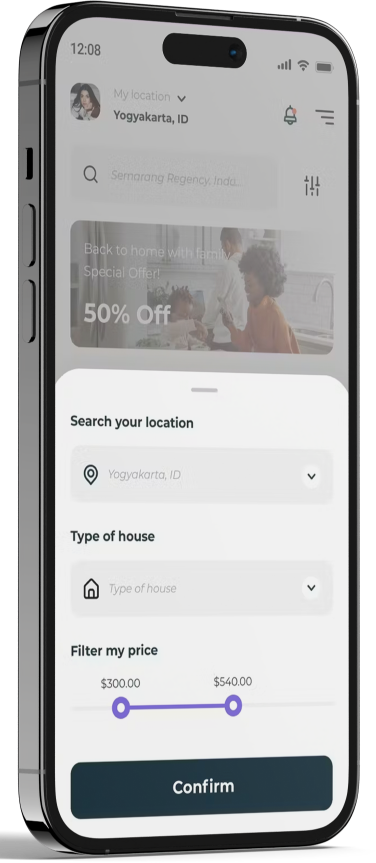 12:08
My location
Yogyakarta, ID
Semarang Regency. Indo...
Back to home with family
Special Offer!
50% Off
Search your location
Yogyakarta, ID
Type of house
Type of house
Filter my price
$300.00 $540.00
Confirm